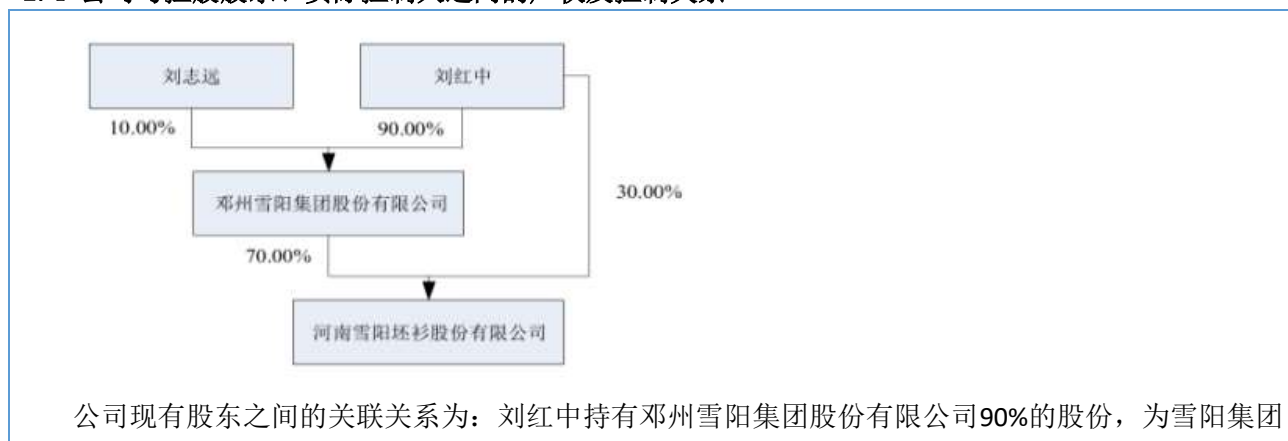 刘志远
刘红中
10.00%
90.00%
邓州雪阳集团股份有限公司
30.00%
70.00%
河南雪阳坯衫股份有限公司
公司现有股东之间的关联关系为：刘红中持有邓州雪阳集团股份有限公司90%的股份，为雪阳集团